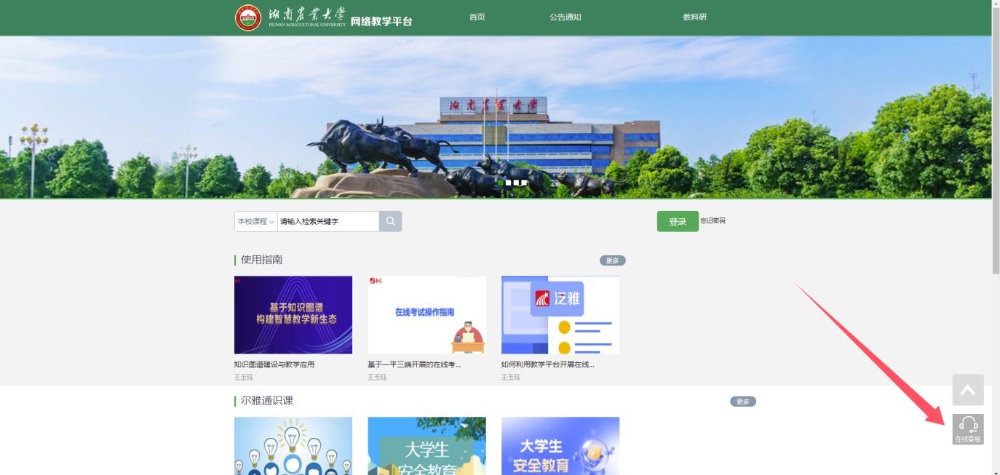 湖南农业大学
HUNAN AGRICULTURAL UNIVERSITY
网络教学平台
首页
公告通知
教科研
湖南农业大学
本校课程
请输入检索关键字
登录
忘记密码
使用指南
更多
基于知识图谱
构建智慧教学新生态
在线考试操作指南
泛雅
知识图谱建设与教学应用
基于一平三端开展的在线考...
如何利用教学平台开展在线...
王玉珏
王玉珏
王玉珏
尔雅通识课
更多
大学生
安全教育
大学生
安全教育
在线客服